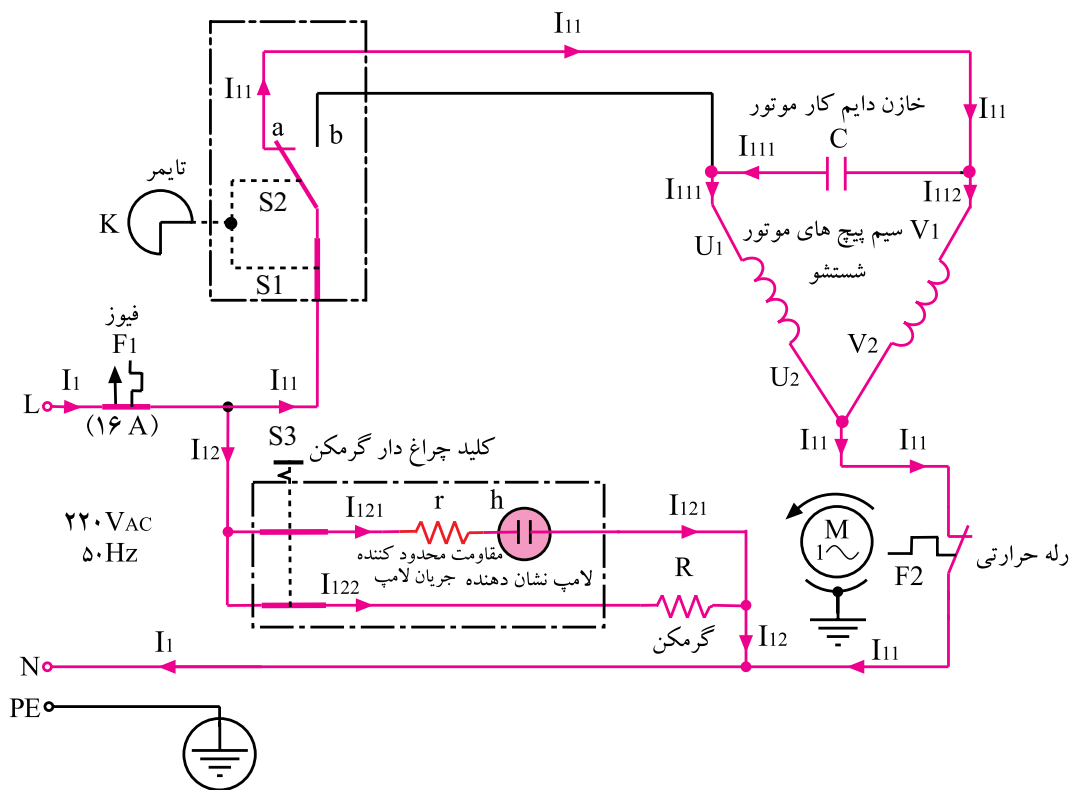 I11
I11
a
b
I11
خازن دایم کار موتور
C
I111
تایمر
K
S2
S1
I111
I112
U1
V1
سیم پیچ های موتور
شستشو
فیوز
F1
V2
U2
L
I1
I11
(۱۶ A)
I12
S3
کلید چراغ دار گرمکن
I11
I11
r
h
I121
I121
۲۲۰VAC
۵۰Hz
مقاومت محدود کننده
جریان لامپ
لامپ نشان دهنده
I122
R
گرمکن
M
1
F2
رله حرارتی
I12
I11
I1
N
PE